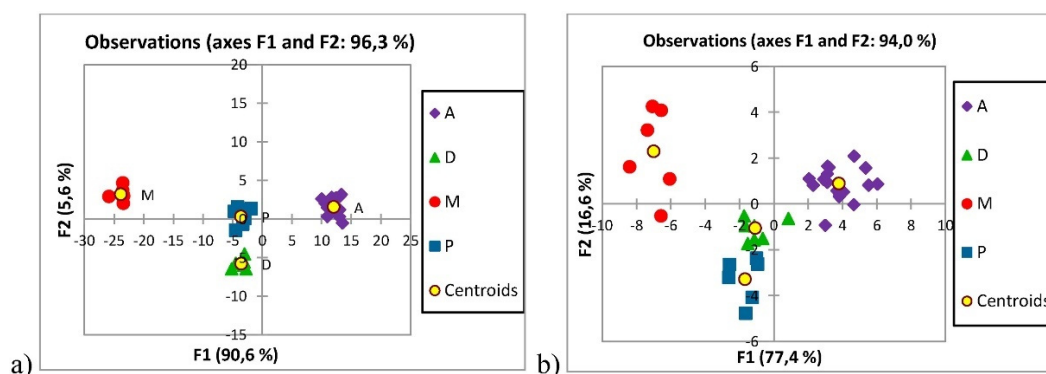 Observations (axes F1 and F2: 96,3 %)
20
15
10
5
0
-5
-10
-15
-30 -25 -20 -15 -10 -5 0 5 10 15 20 25
F2 (5,6 %)
F1 (90,6 %)
M
P
A
D
A
D
M
P
Centroids
a)
Observations (axes F1 and F2: 94,0 %)
6
4
2
0
-2
-4
-6
-10 -8 -6 -4 -2 0 2 4 6 8 10
F2 (16,6 %)
F1 (77,4 %)
A
D
M
P
Centroids
b)